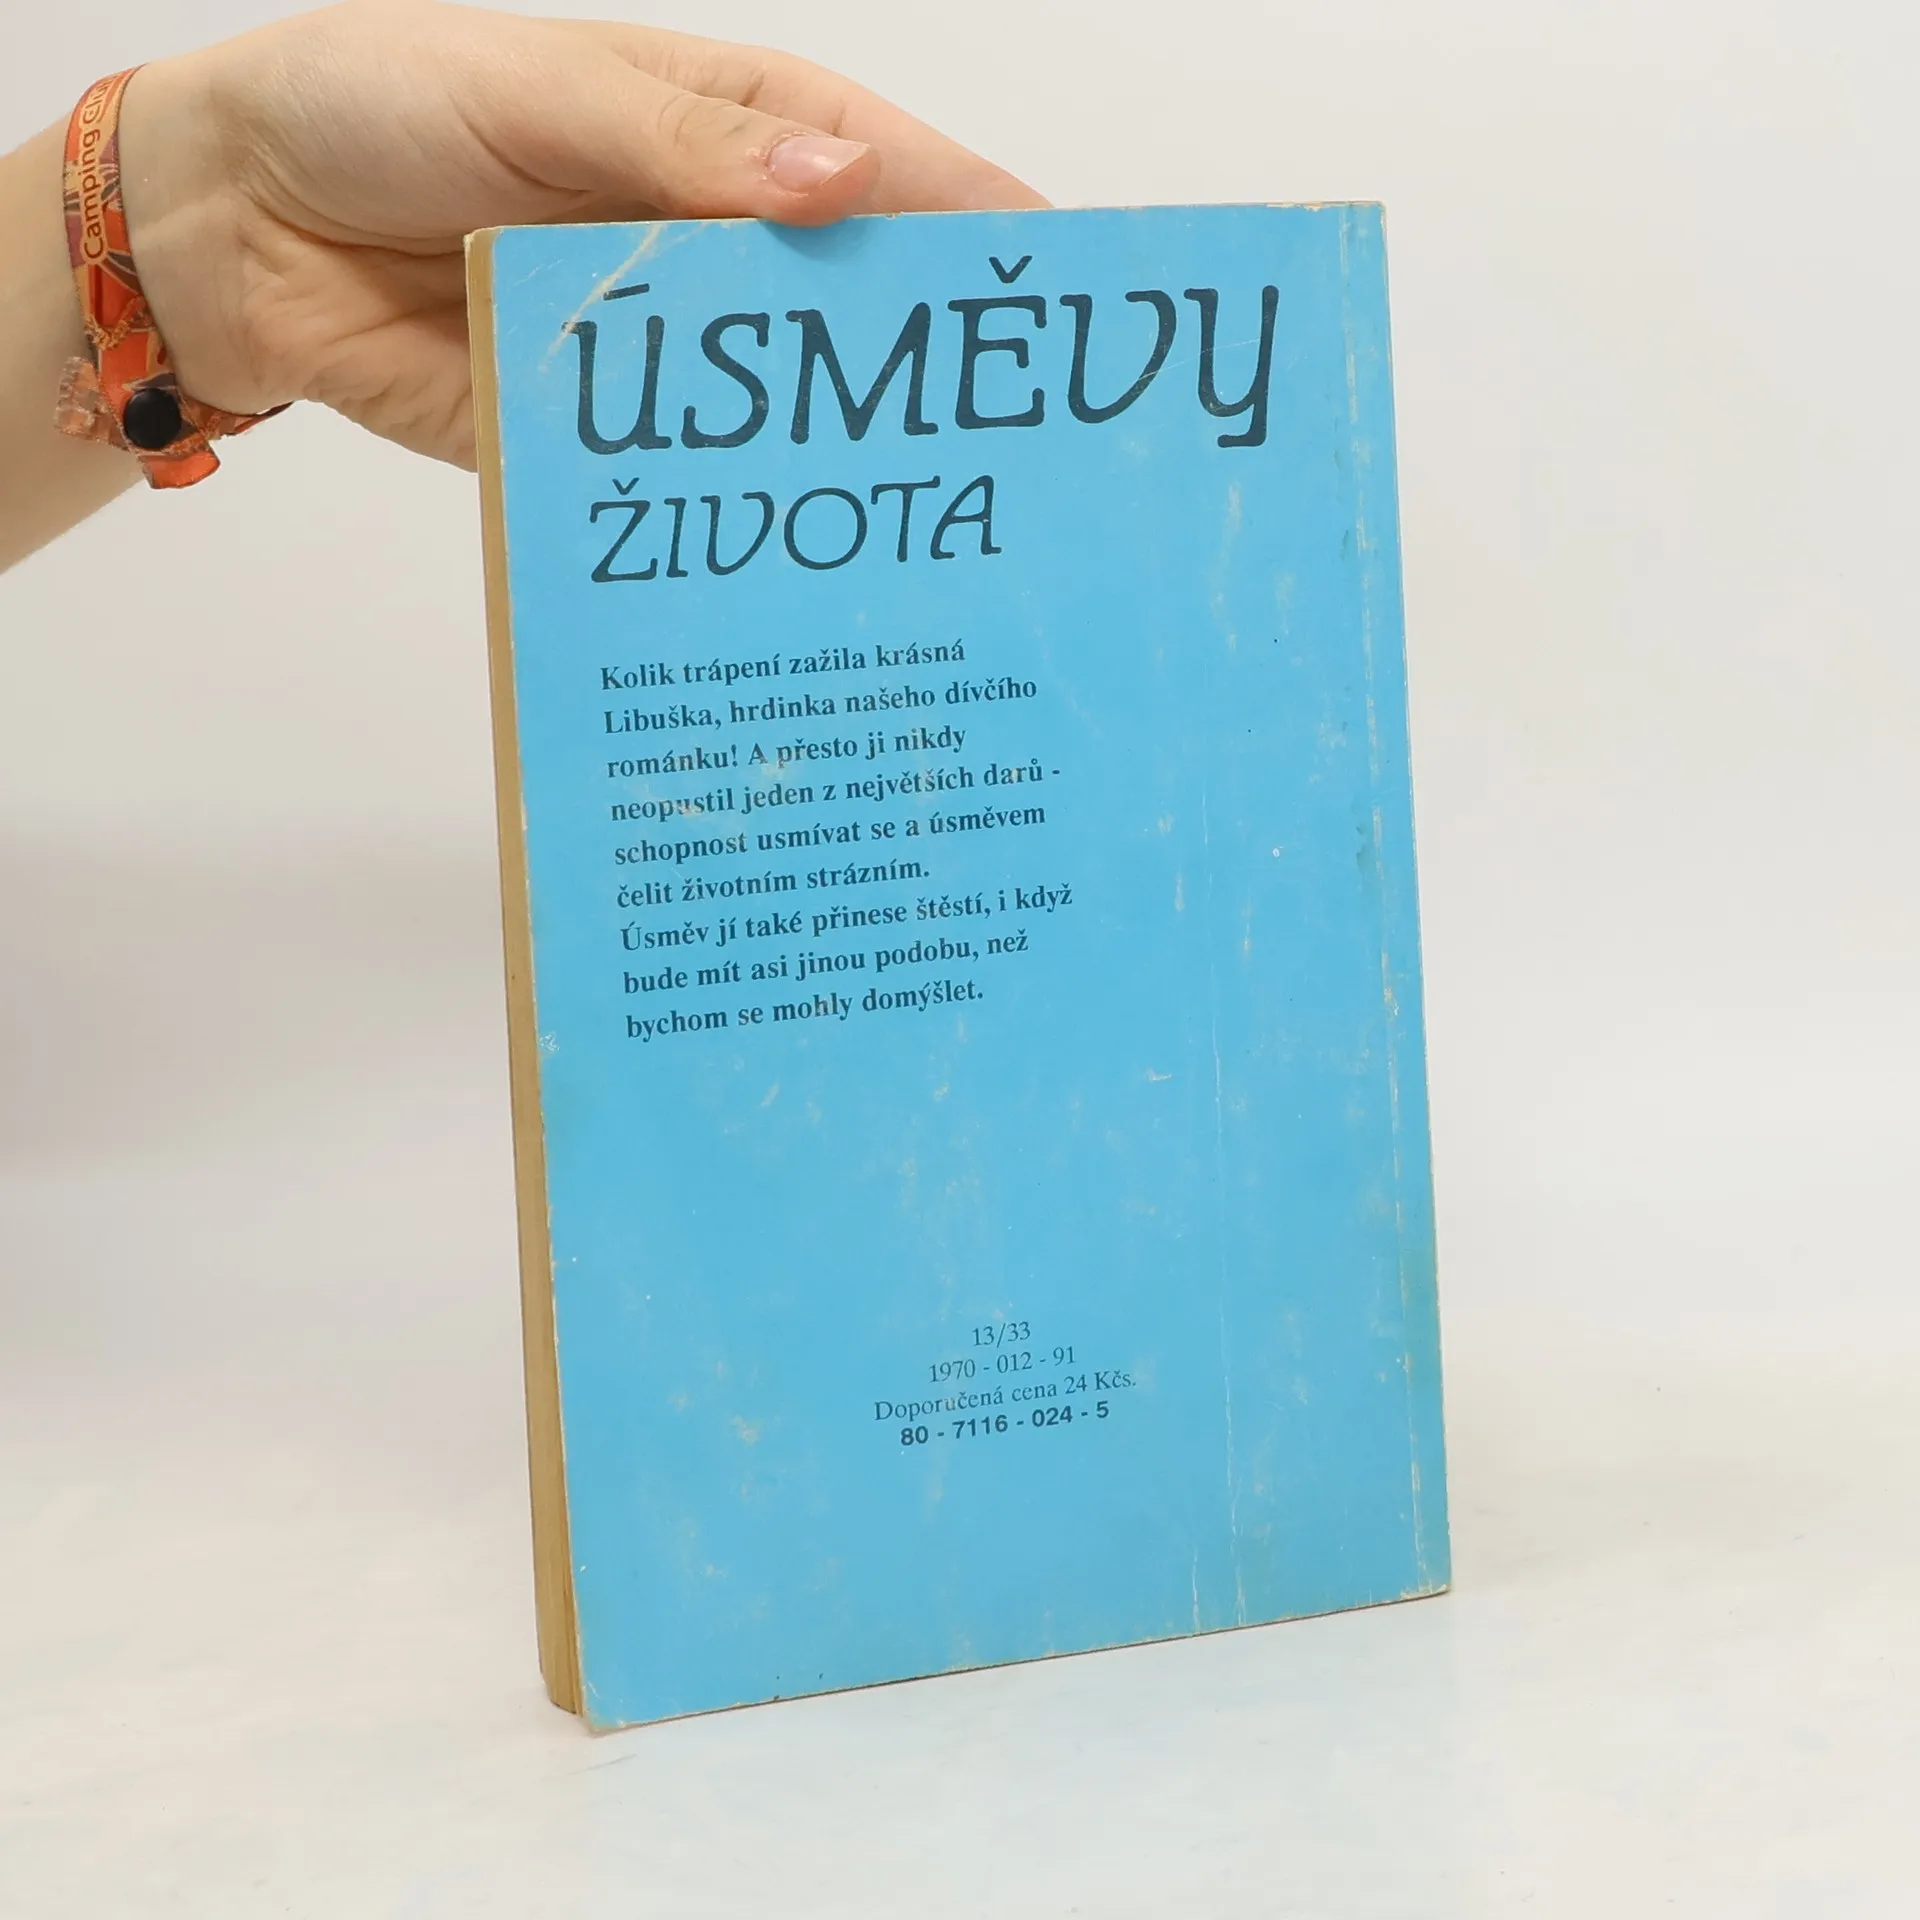 Camping Club
ÚSMĚVY
ŽIVOTA
Kolik trápení zažila krásná
Libuška, hrdinka našeho dívčího
románku! A přesto ji nikdy
neopustil jeden z největších darů -
schopnost usmívat se a úsměvem
čelit životním strázním.
Úsměv jí také přinese štěstí, i když
bude mít asi jinou podobu, než
bychom se mohly domýšlet.
13/33
1970 - 012 - 91
Doporučená cena 24 Kčs.
80 - 7116 - 024 - 5